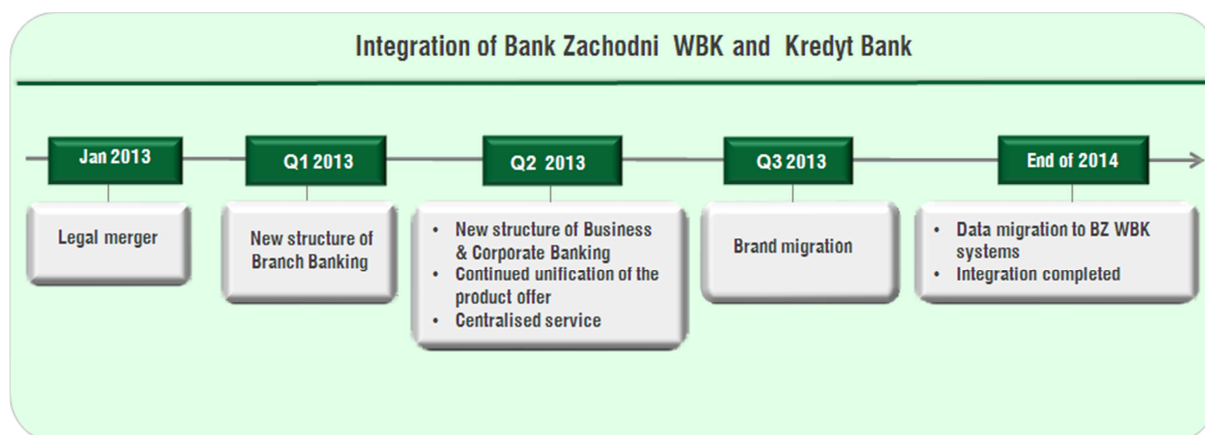 Integration of Bank Zachodni WBK and Kredyt Bank
Jan 2013
Q1 2013
Q2 2013
Q3 2013
End of 2014
Legal merger
New structure of
Branch Banking
• New structure of Business
& Corporate Banking
• Continued unification of the
product offer
• Centralised service
Brand migration
• Data migration to BZ WBK
systems
• Integration completed